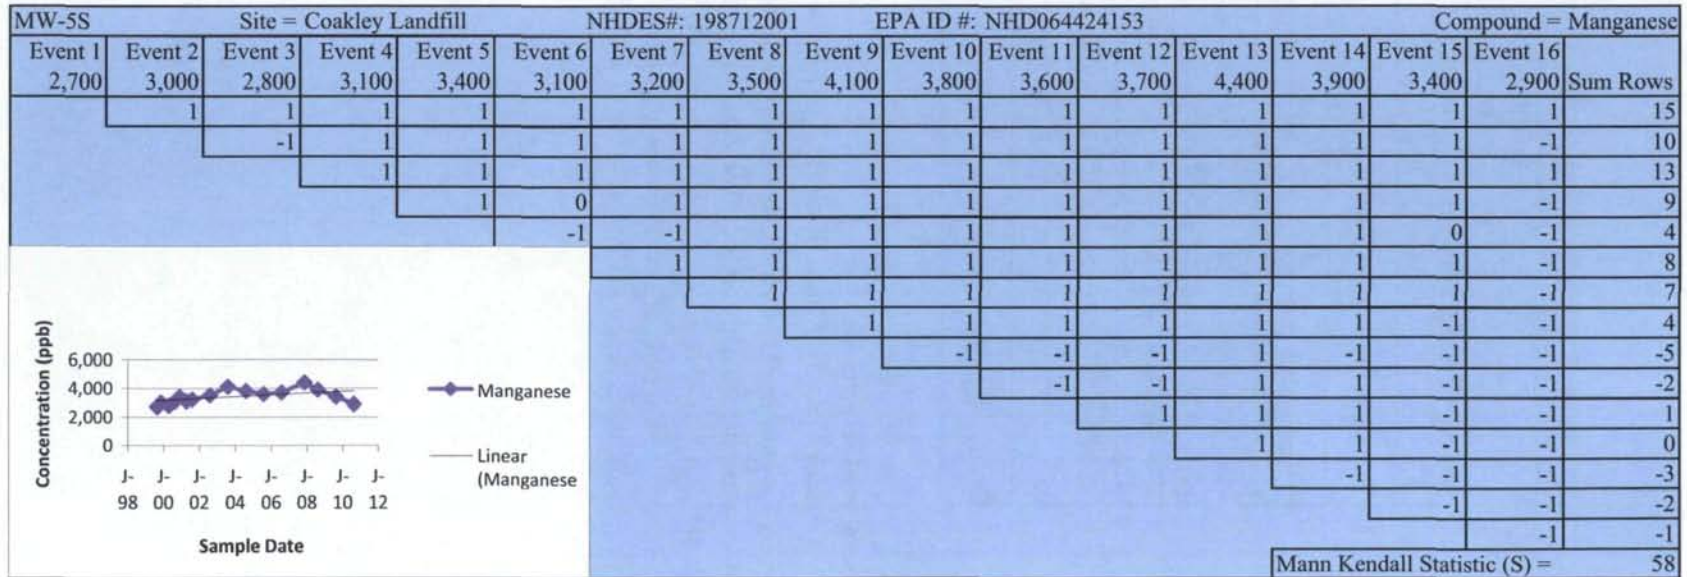 MW-5S Site = Coakley Landfill NHDES#: 198712001 EPA ID #: NHD064424153 Compound = Manganese
Event 1 Event 2 Event 3 Event 4 Event 5 Event 6 Event 7 Event 8 Event 9 Event 10 Event 11 Event 12 Event 13 Event 14 Event 15 Event 16
2,700 3,000 2,800 3,100 3,400 3,100 3,200 3,500 4,100 3,800 3,600 3,700 4,400 3,900 3,400 2,900 Sum Rows
1 1 1 1 1 1 1 1 1 1 1 1 1 1 1 15
-1 1 1 1 1 1 1 1 1 1 1 1 1 -1 10
1 1 1 1 1 1 1 1 1 1 1 1 1 13
1 0 1 1 1 1 1 1 1 1 1 -1 9
-1 -1 1 1 1 1 1 1 1 0 -1 4
1 1 1 1 1 1 1 1 1 -1 8
1 1 1 1 1 1 1 1 -1 7
1 1 1 1 1 1 -1 -1 4
-1 -1 -1 1 -1 -1 -1 -5
-1 -1 1 1 -1 -1 -2
1 1 1 -1 -1 1
1 1 -1 -1 0
-1 -1 -1 -3
-1 -1 -2
-1 -1
Mann Kendall Statistic (S) = 58
Concentration (ppb)
6,000
4,000
2,000
0
J- J- J- J- J- J- J- J-
98 00 02 04 06 08 10 12
Sample Date
Manganese
Linear
(Manganese